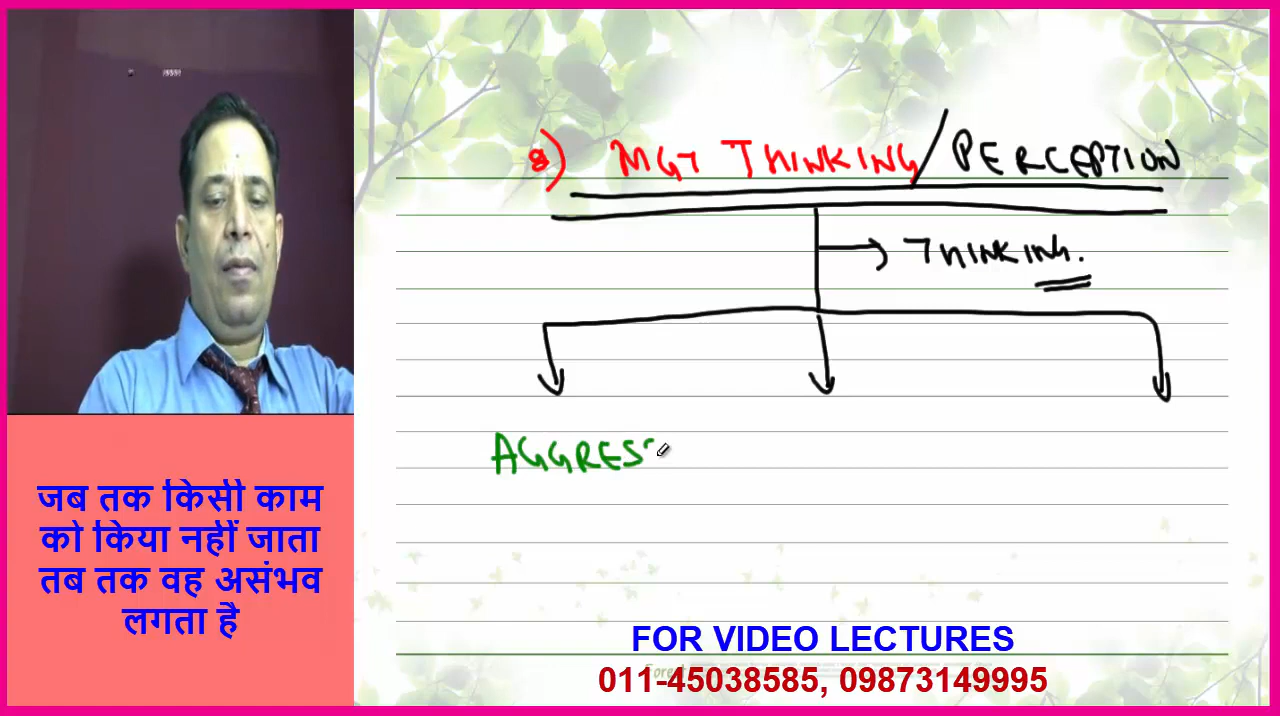 8) MGT THINKING/PERCEPTION
→ THINKING.
AGGRES
जब तक किसी काम
को किया नहीं जाता
तब तक वह असंभव
लगता है
FOR VIDEO LECTURES
011-45038585, 09873149995